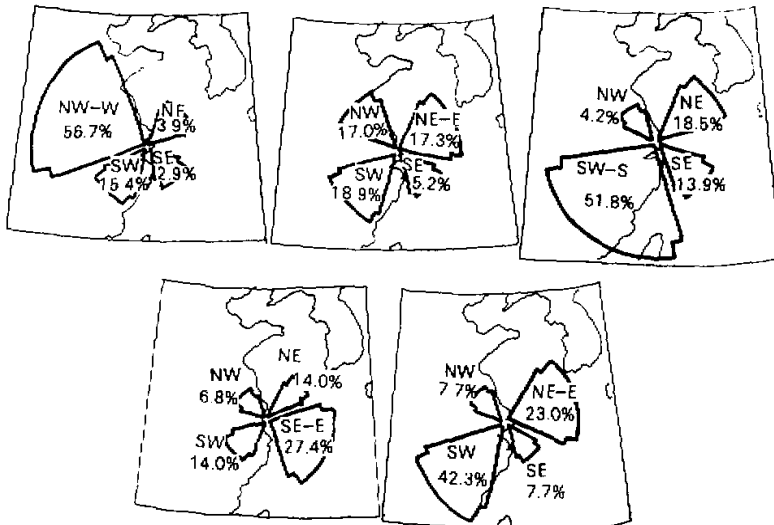 NW-W
56.7%
NE
3.9%
SW
15.4%
SE
2.9%
NW
17.0%
NE-E
17.3%
SW
18.9%
SE
5.2%
NW
4.2%
NE
18.5%
SW-S
51.8%
SE
13.9%
NW
6.8%
NE
14.0%
SW
14.0%
SE-E
27.4%
NW
7.7%
NE-E
23.0%
SW
42.3%
SE
7.7%